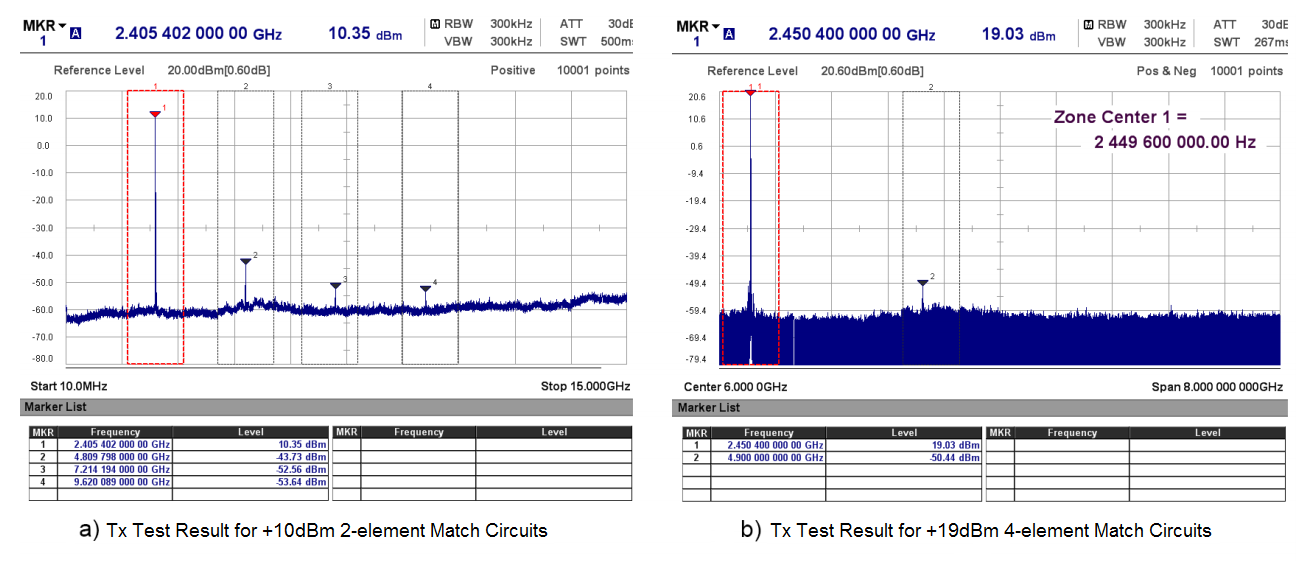 MKR RBW 300kHz ATT 30dB
1 A 2.405 402 000 00 GHz 10.35 dBm VBW 300kHz SWT 500m
Reference Level 20.00dBm[0.60dB] Positive 10001 points
1 2 3 4
20.0
10.0
0.0
-10.0
-20.0
-30.0
-40.0
-50.0
-60.0
-70.0
-80.0
1
2
3
4
Start 10.0MHz Stop 15.000GHz
Marker List
MKR Frequency Level MKR Frequency Level
1 2.405 402 000 00 GHz 10.35 dBm
2 4.809 798 000 00 GHz -43.73 dBm
3 7.214 194 000 00 GHz -52.56 dBm
4 9.620 089 000 00 GHz -53.64 dBm
a) Tx Test Result for +10dBm 2-element Match Circuits
MKR M RBW 300kHz ATT 30dB
1 A 2.450 400 000 00 GHz 19.03 dBm VBW 300kHz SWT 267ms
Reference Level 20.60dBm[0.60dB] Pos & Neg 10001 points
1 1 2
20.6
10.6
0.6
-9.4
-19.4
-29.4
-39.4
-49.4
-59.4
-69.4
-79.4
Zone Center 1 =
2 449 600 000.00 Hz
2
Center 6.000 0GHz Span 8.000 000 000GHz
Marker List
MKR Frequency Level MKR Frequency Level
1 2.450 400 000 00 GHz 19.03 dBm
2 4.900 000 000 00 GHz -50.44 dBm
b) Tx Test Result for +19dBm 4-element Match Circuits